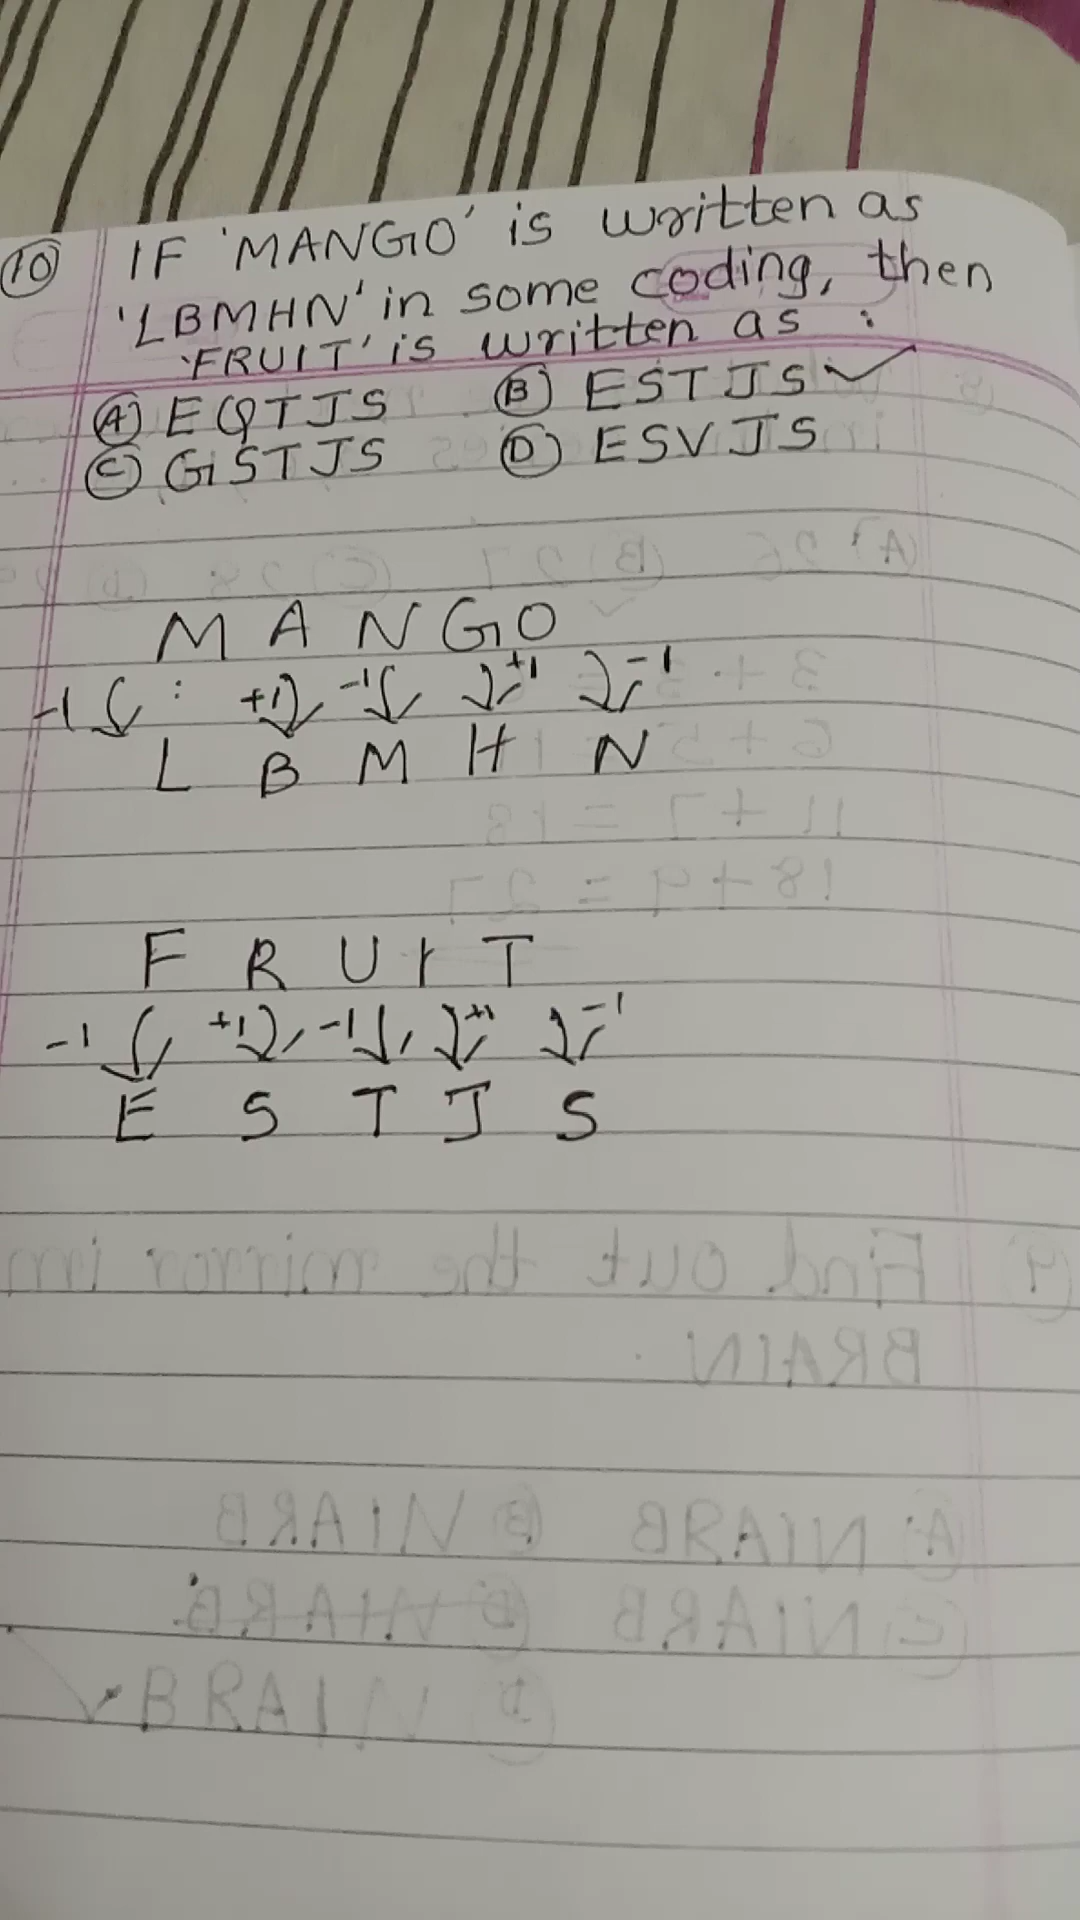 10 IF 'MANGO' is written as
'LBMHN' in some coding, then
'FRUIT' is written as :
(A) EQTJS (B) ESTJS ✓
(C) GSTJS (D) ESVJS
M A N G O
-1 +1 -1 +1 -1
L B M H N
F R U I T
-1 +1 -1 +1 -1
E S T J S